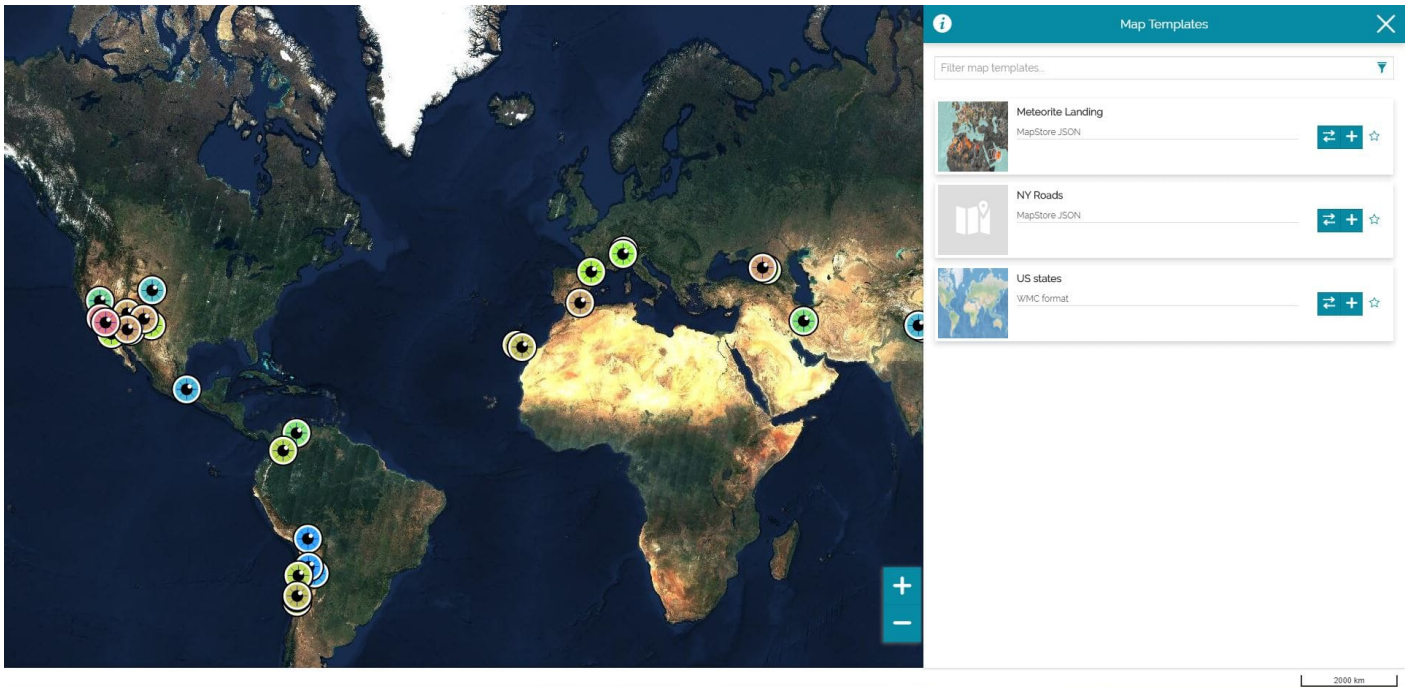 Map Templates
Filter map templates...
Meteorite Landing
MapStore JSON
NY Roads
MapStore JSON
US states
WMC format
2000 km